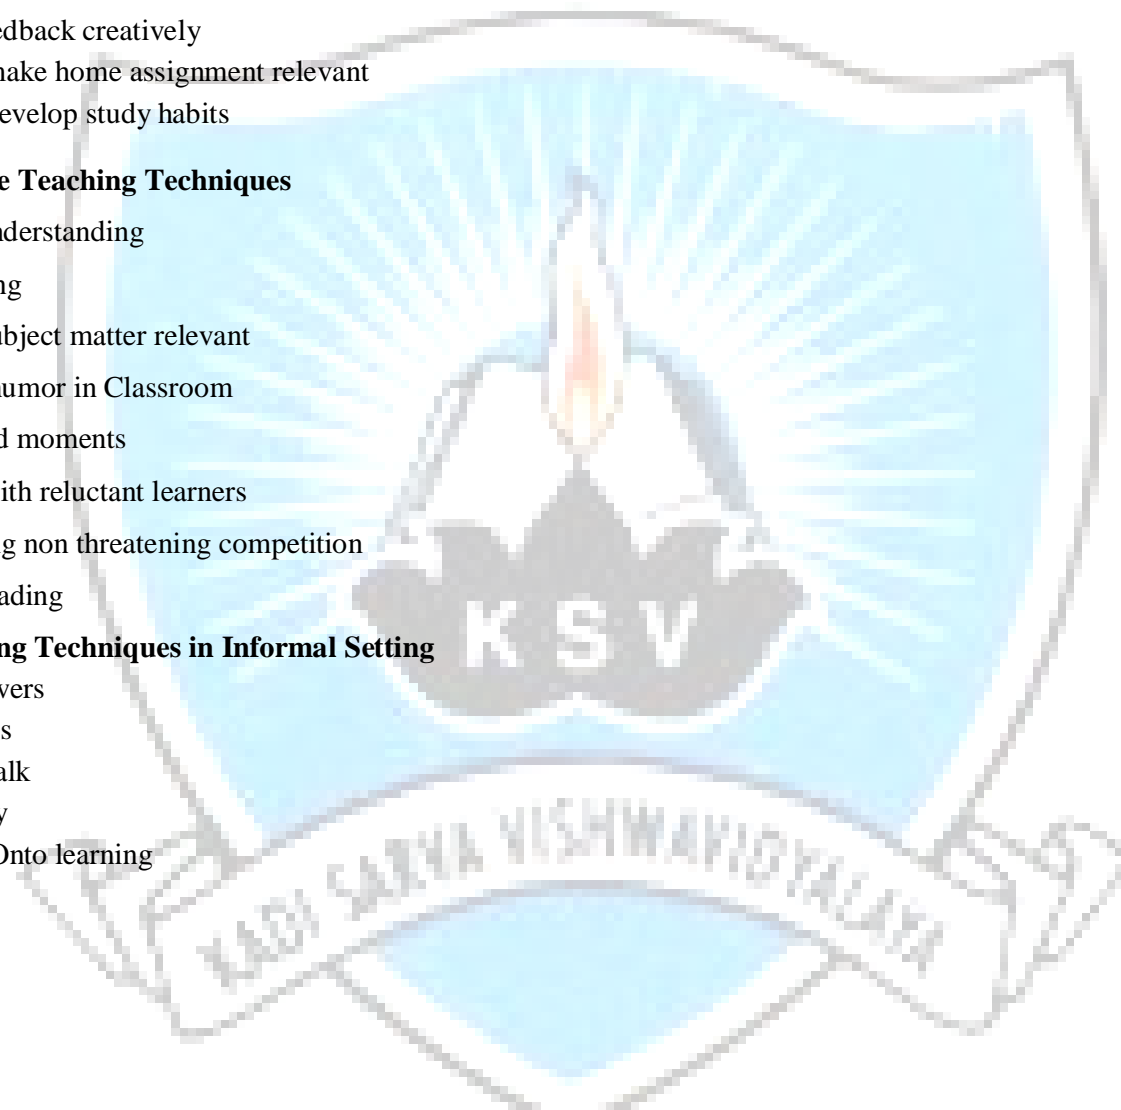 edback creatively
nake home assignment relevant
evelop study habits
e Teaching Techniques
nderstanding
ng
ubject matter relevant
umor in Classroom
d moments
ith reluctant learners
ng non threatening competition
ading
ng Techniques in Informal Setting
vers
s
alk
y
Onto learning
K S V
KADI SARVA VISHWAVIDYALAYA